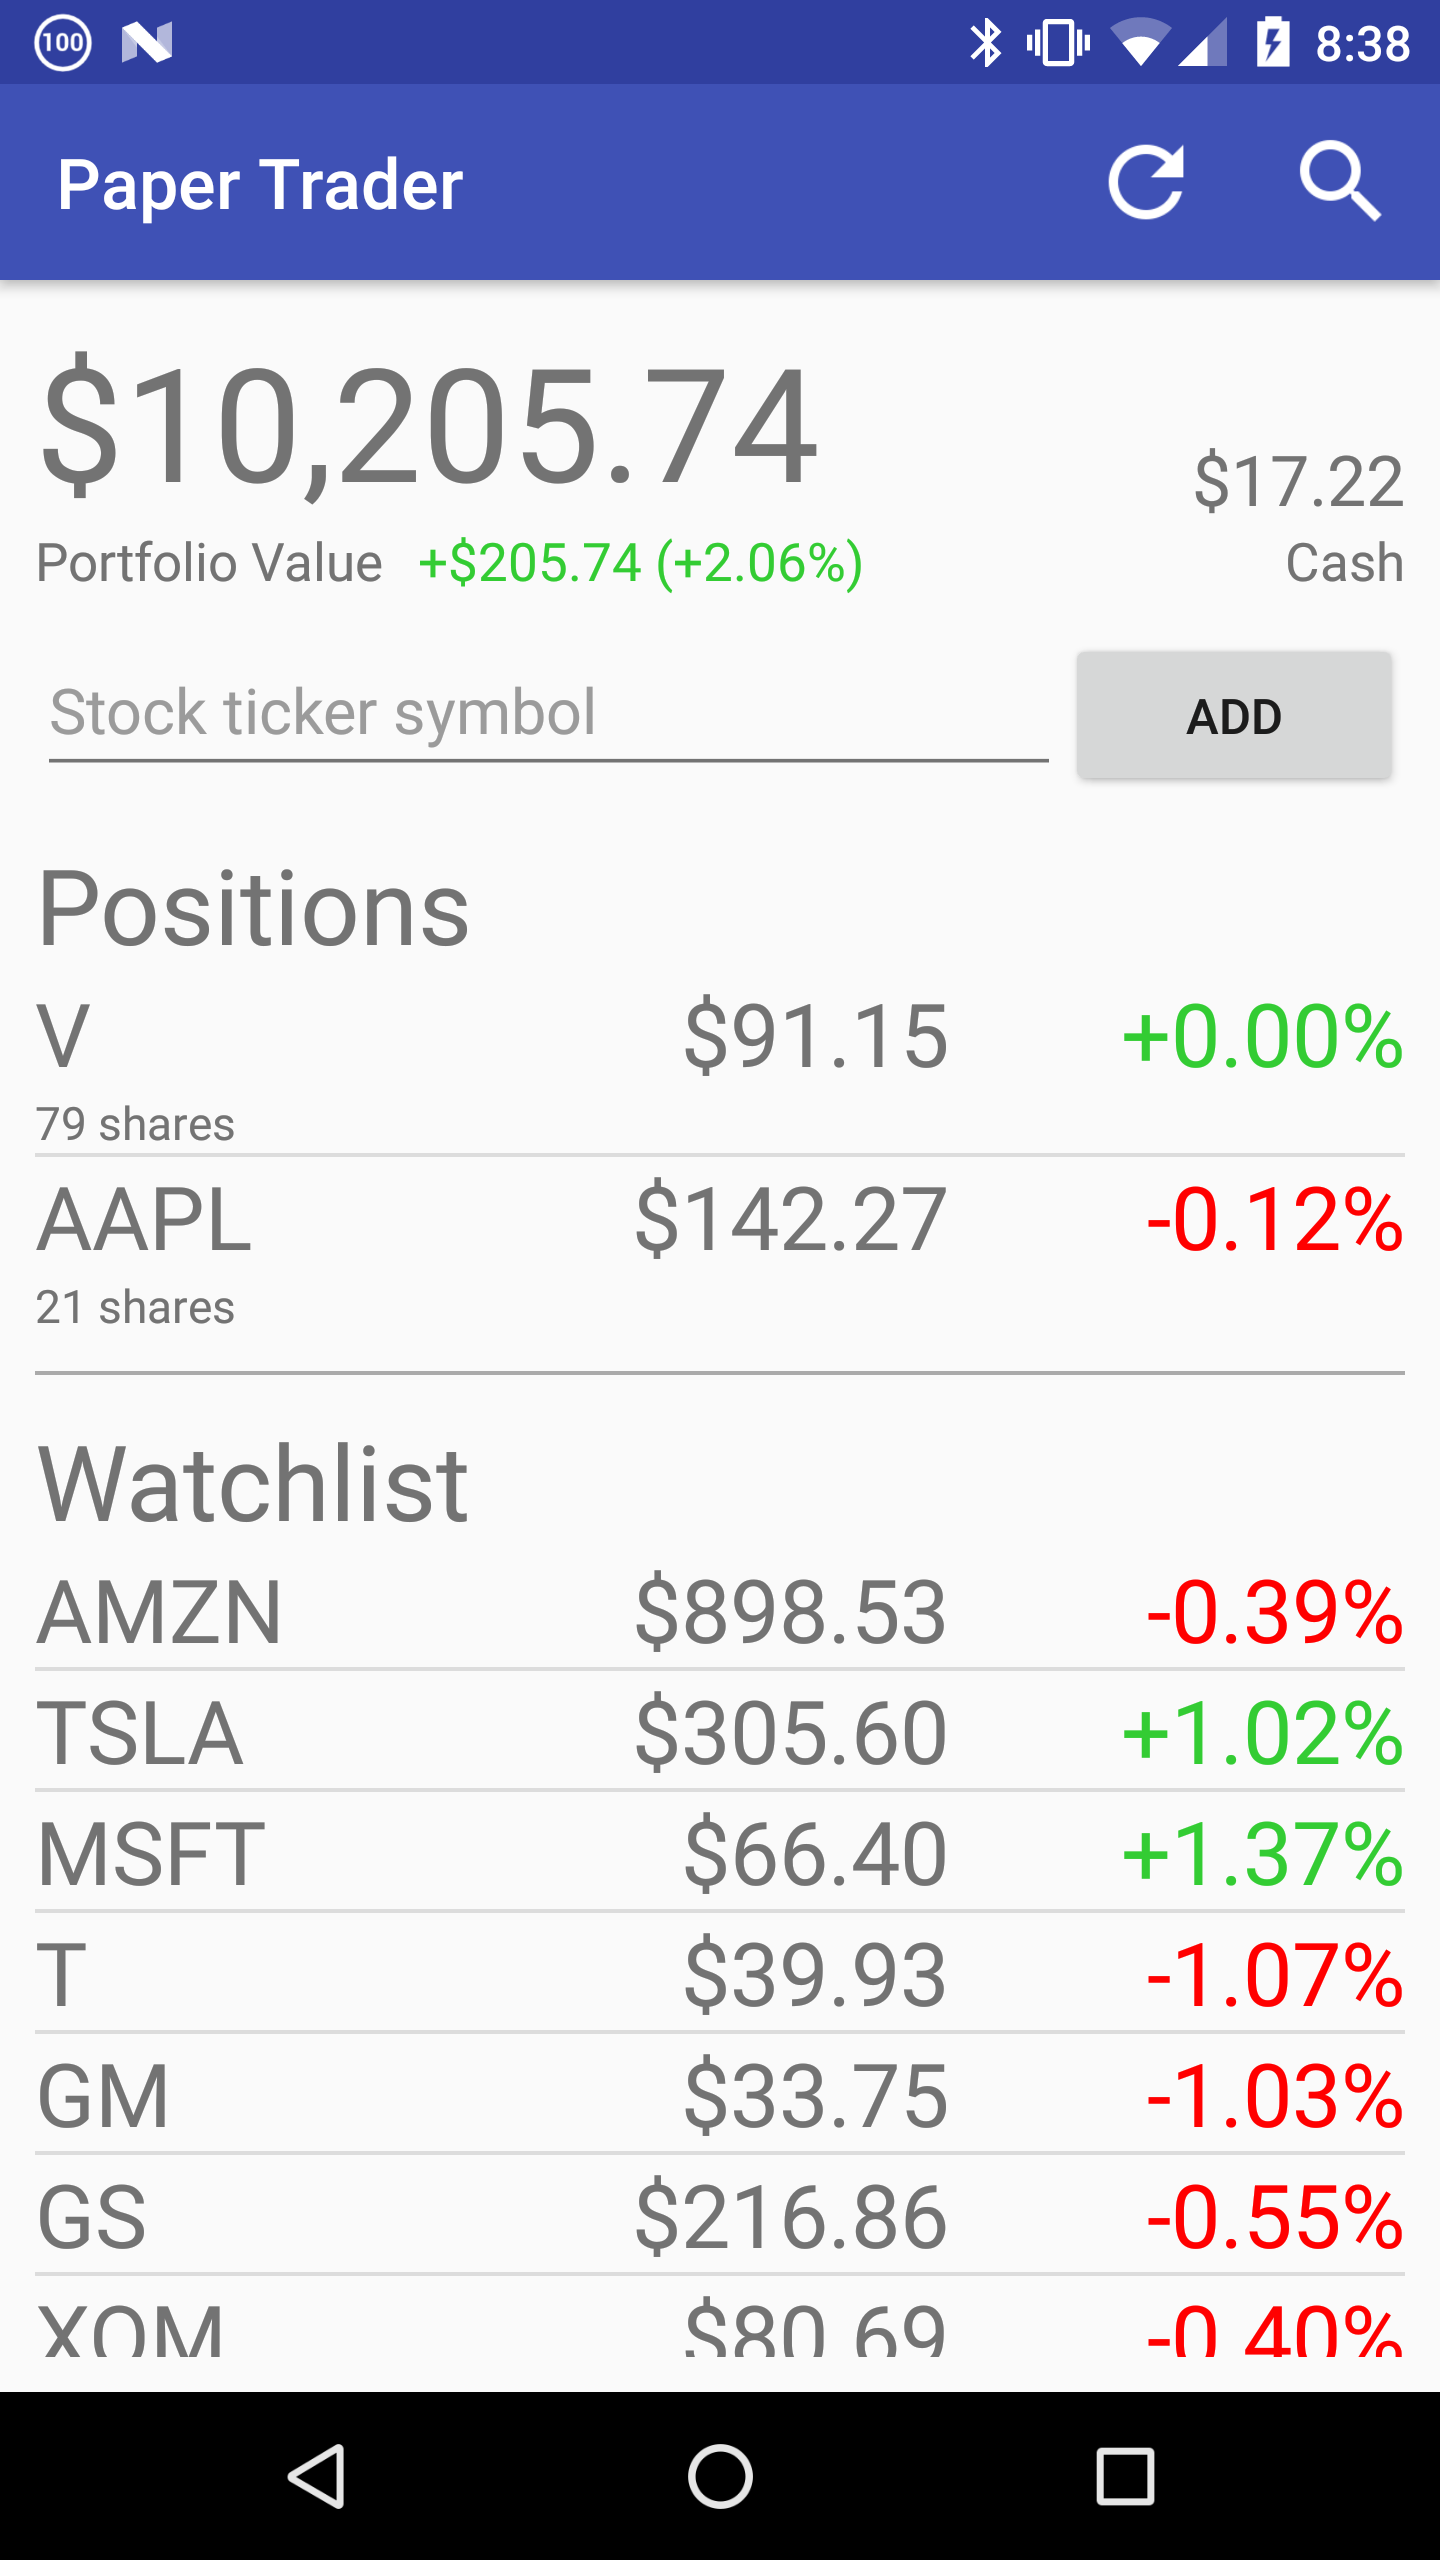 100 8:38
Paper Trader
$10,205.74
$17.22
Portfolio Value +$205.74 (+2.06%) Cash
Stock ticker symbol ADD
Positions
V $91.15 +0.00%
79 shares
AAPL $142.27 -0.12%
21 shares
Watchlist
AMZN $898.53 -0.39%
TSLA $305.60 +1.02%
MSFT $66.40 +1.37%
T $39.93 -1.07%
GM $33.75 -1.03%
GS $216.86 -0.55%
XOM $80.69 -0.40%